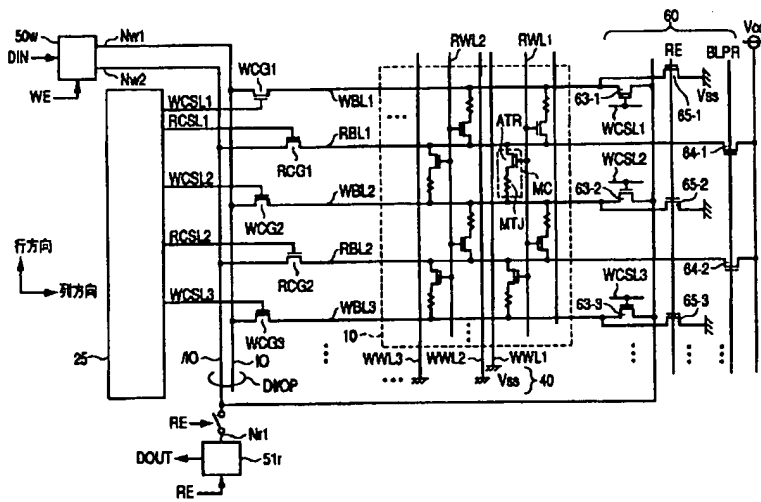 50w
Nw1
60
Vcc
DIN
Nw2
RWL2
RWL1
RE
BLPR
WE
WCG1
WCSL1
WBL1
63-1
Vss
RCSL1
...
ATR
WCSL1
65-1
RBL1
RCG1
WCSL2
64-1
WCSL2
WBL2
MC
63-2
65-2
WCG2
MTJ
行方向
RCSL2
RBL2
64-2
列方向
RCG2
WCSL3
WCSL3
63-3
65-3
WBL3
25
WCG3
10
/IO
IO
WWL3
WWL2
WWL1
...
Vss
40
DI/OP
RE
Nr1
DOUT
51r
RE